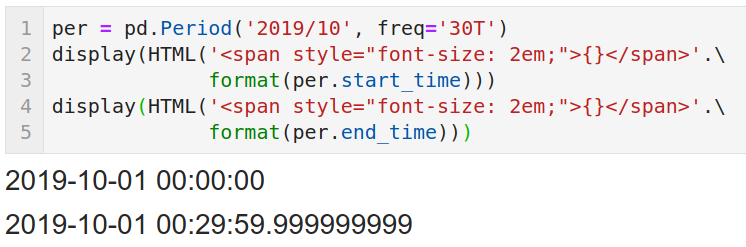 1 per = pd.Period('2019/10', freq='30T')
2 display(HTML('<span style="font-size: 2em;">{}</span>'.\
3              format(per.start_time)))
4 display(HTML('<span style="font-size: 2em;">{}</span>'.\
5              format(per.end_time)))
2019-10-01 00:00:00
2019-10-01 00:29:59.999999999